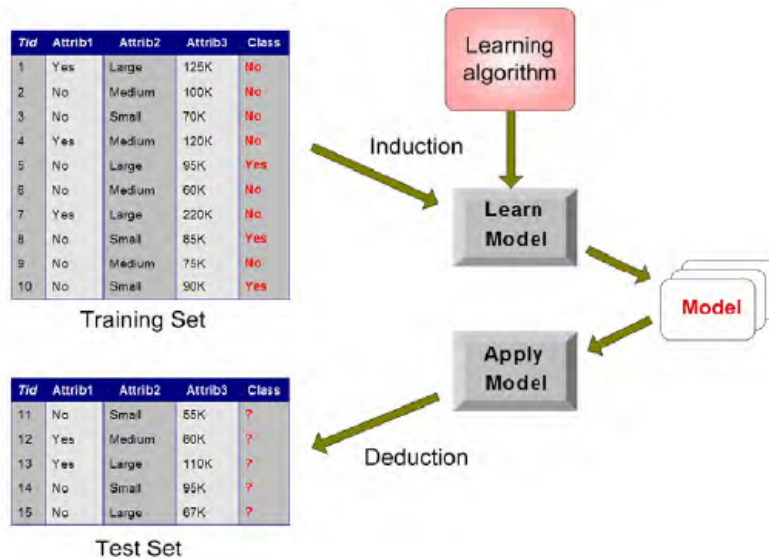 Tid Attrib1 Attrib2 Attrib3 Class
1 Yes Large 125K No
2 No Medium 100K No
3 No Small 70K No
4 Yes Medium 120K No
5 No Large 95K Yes
6 No Medium 60K No
7 Yes Large 220K No
8 No Small 85K Yes
9 No Medium 75K No
10 No Small 90K Yes
Training Set
Learning
algorithm
Induction
Learn
Model
Model
Apply
Model
Deduction
Tid Attrib1 Attrib2 Attrib3 Class
11 No Small 55K ?
12 Yes Medium 80K ?
13 Yes Large 110K ?
14 No Small 95K ?
15 No Large 67K ?
Test Set